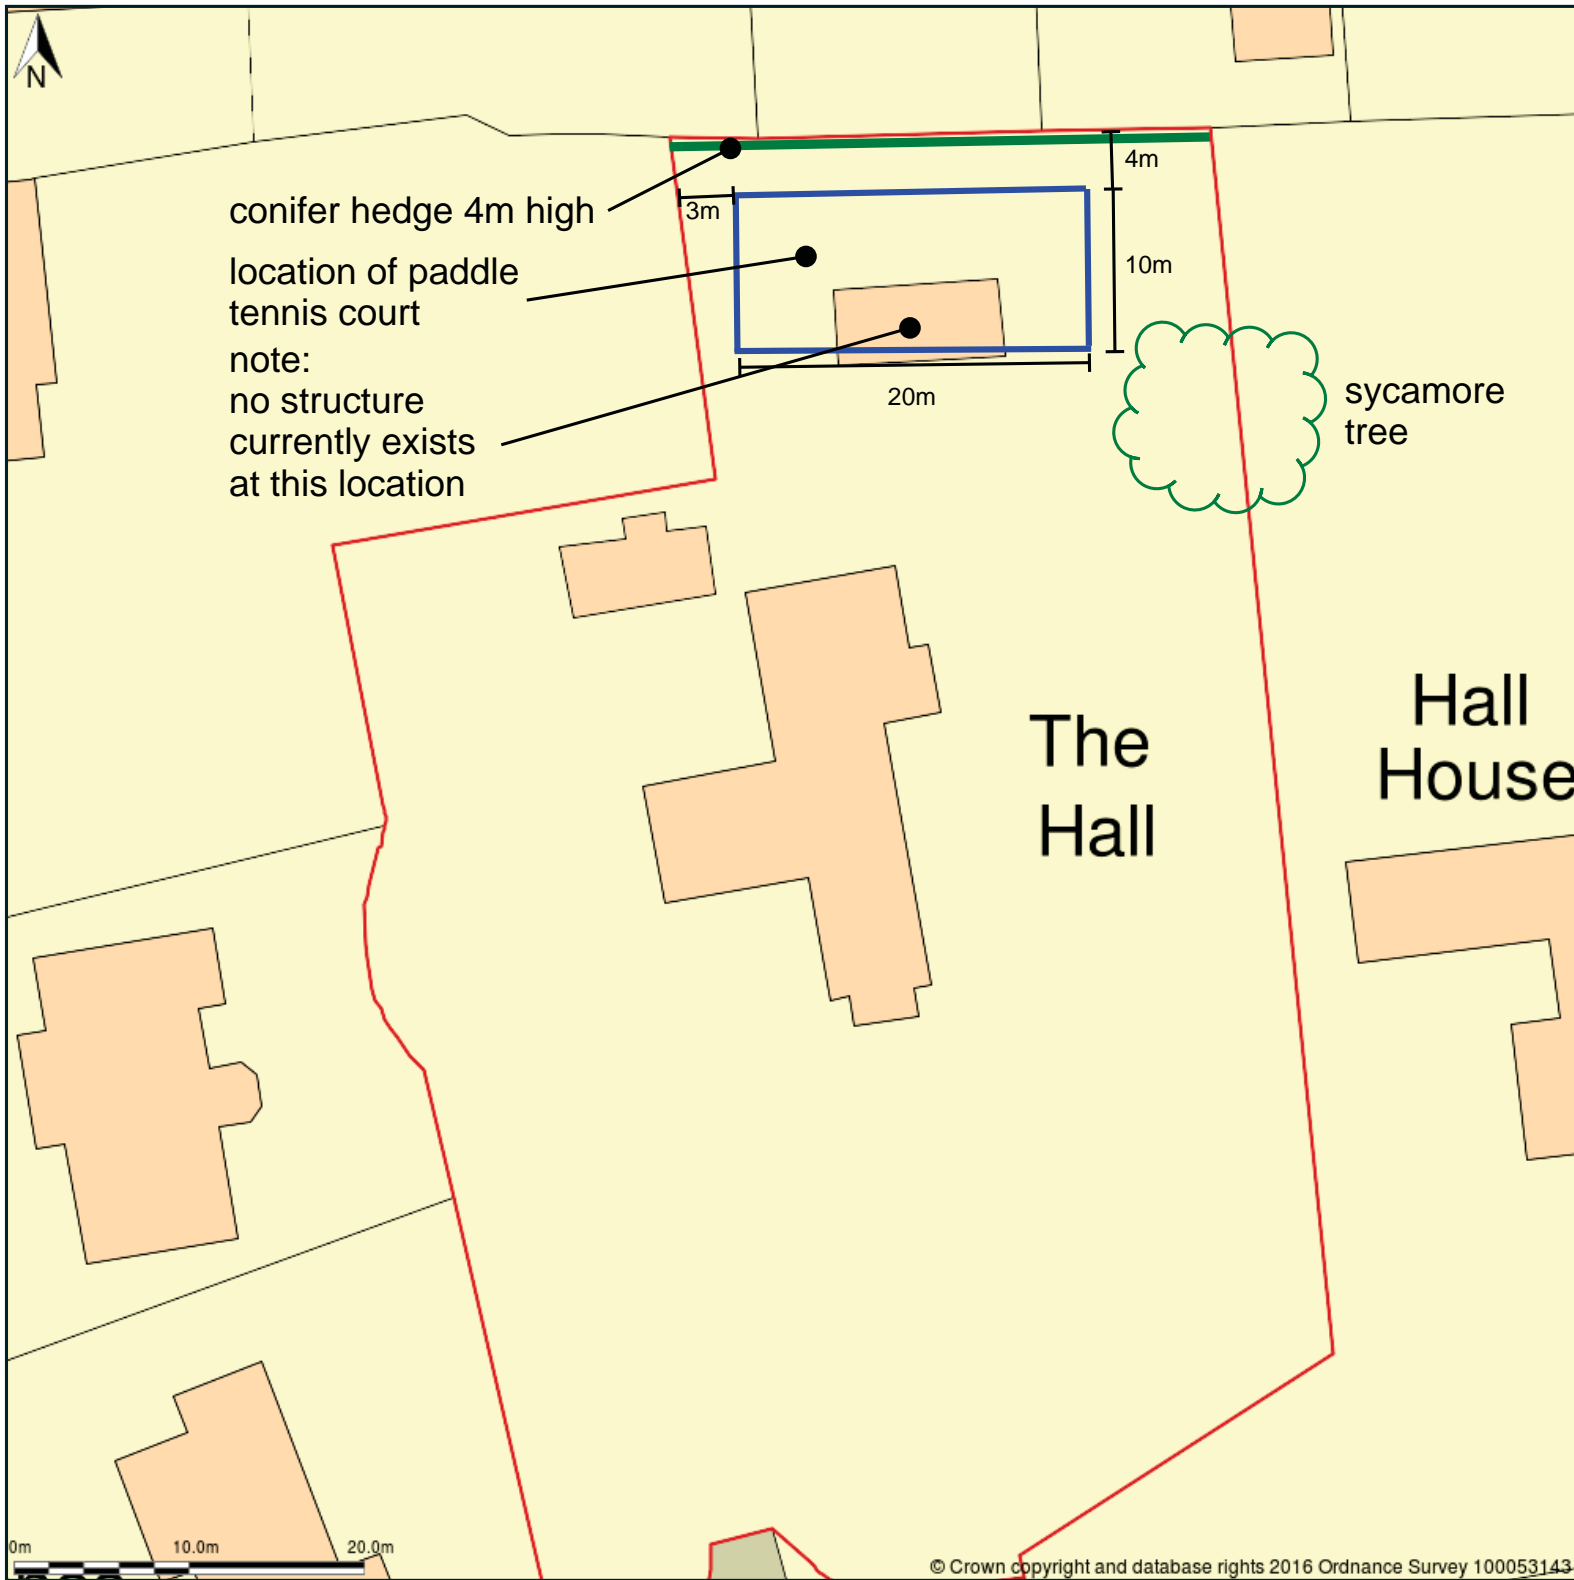 N
conifer hedge 4m high
location of paddle
tennis court
note:
no structure
currently exists
at this location
3m
4m
10m
20m
sycamore
tree
The
Hall
Hall
House
0m 10.0m 20.0m
© Crown copyright and database rights 2016 Ordnance Survey 100053143